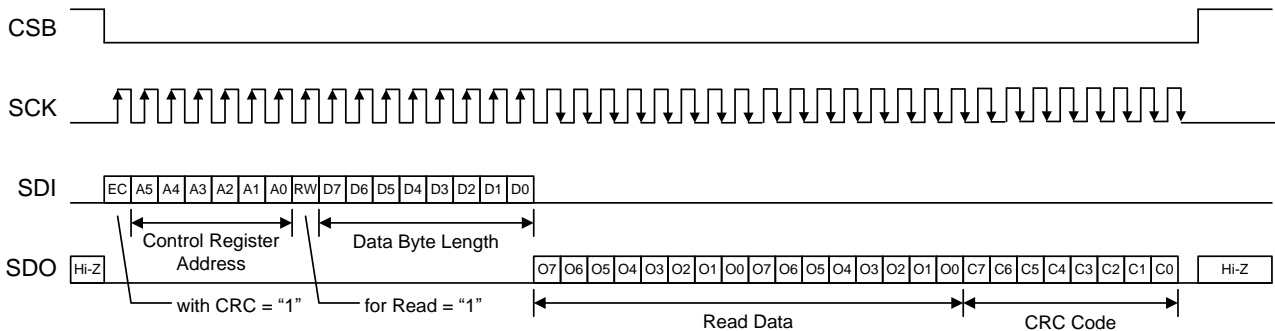 CSB
SCK
SDI EC A5 A4 A3 A2 A1 A0 RW D7 D6 D5 D4 D3 D2 D1 D0
Control Register
Address
Data Byte Length
SDO Hi-Z O7 O6 O5 O4 O3 O2 O1 O0 O7 O6 O5 O4 O3 O2 O1 O0 C7 C6 C5 C4 C3 C2 C1 C0 Hi-Z
with CRC = “1”
for Read = “1”
Read Data
CRC Code